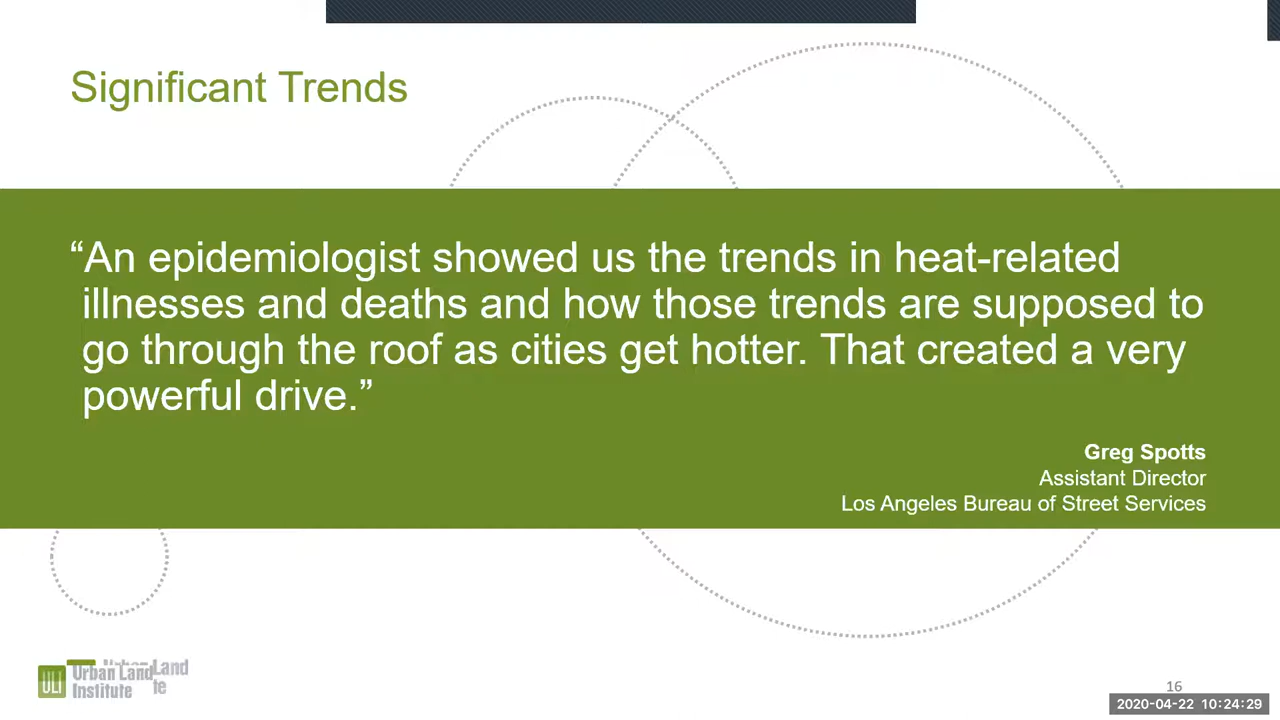 Significant Trends
“An epidemiologist showed us the trends in heat-related
illnesses and deaths and how those trends are supposed to
go through the roof as cities get hotter. That created a very
powerful drive.”
Greg Spotts
Assistant Director
Los Angeles Bureau of Street Services
ULI Urban Land
Institute
16
2020-04-22 10:24:29